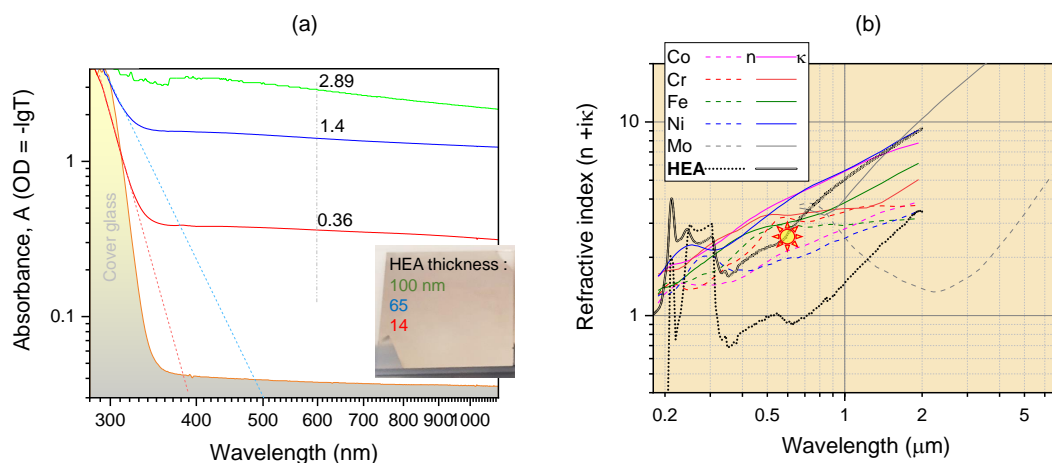 (a)
Absorbance, A (OD = -lgT)
1
0.1
Cover glass
2.89
1.4
0.36
HEA thickness :
100 nm
65
14
300 400 500 600 700 800 900 1000
Wavelength (nm)
(b)
Refractive index (n +iκ)
10
1
Co n κ
Cr
Fe
Ni
Mo
HEA
0.2 0.5 1 2 5
Wavelength (μm)